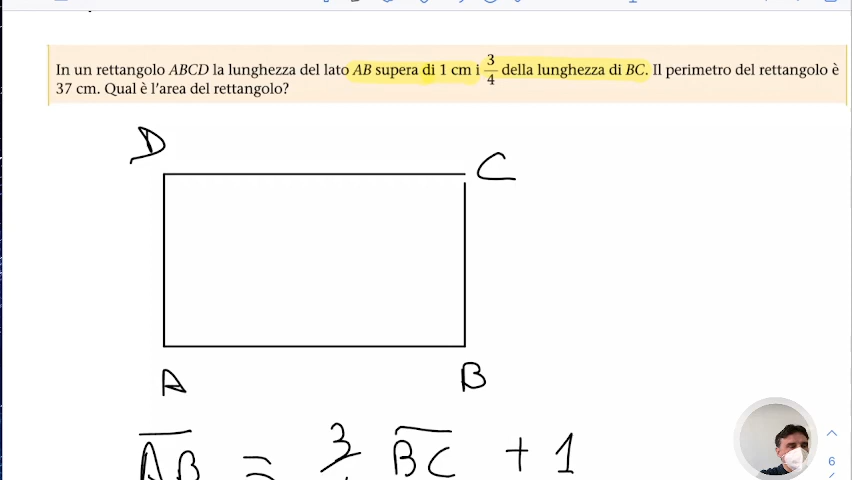 In un rettangolo ABCD la lunghezza del lato AB supera di 1 cm i 3/4 della lunghezza di BC. Il perimetro del rettangolo è
37 cm. Qual è l'area del rettangolo?
D
C
A
B
AB = 3/4 BC + 1
6